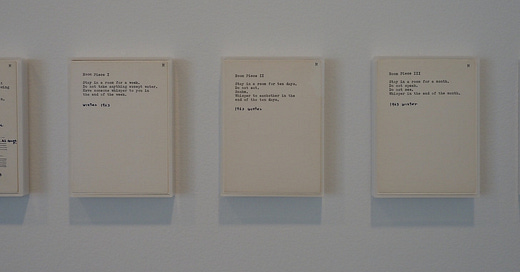 Room Piece I
Stay in a room for a week.
Do not take anything except water.
Have someone whisper to you in
the end of the week.
winter 1963
Room Piece II
Stay in a room for ten days.
Do not eat.
Smoke.
Whisper to
in the
end of the ten days.
1963 winter
Room Piece III
Stay in a room for a month.
Do not speak.
Do not see.
Whisper in the end of the month.
1963 winter